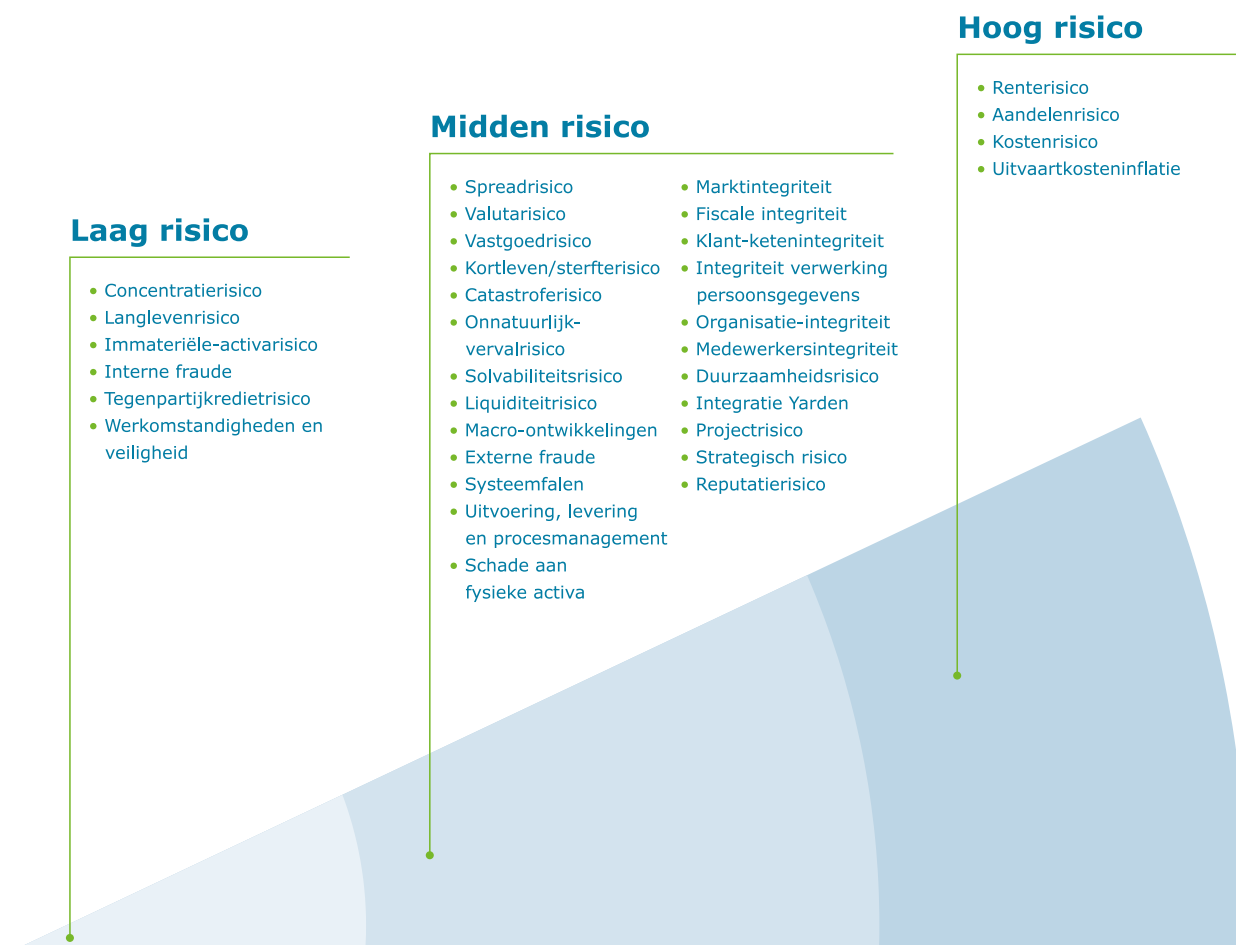 Hoog risico
• Renterisico
• Aandelenrisico
• Kostenrisico
• Uitvaartkosteninflatie
Midden risico
• Spreadrisico
• Valutarisico
• Vastgoedrisico
• Kortleven/sterfterisico
• Catastroferisico
• Onnatuurlijk-
vervalrisico
• Solvabiliteitsrisico
• Liquiditeitrisico
• Macro-ontwikkelingen
• Externe fraude
• Systeemfalen
• Uitvoering, levering
en procesmanagement
• Schade aan
fysieke activa
• Marktintegriteit
• Fiscale integriteit
• Klant-ketenintegriteit
• Integriteit verwerking
persoonsgegevens
• Organisatie-integriteit
• Medewerkersintegriteit
• Duurzaamheidsrisico
• Integratie Yarden
• Projectrisico
• Strategisch risico
• Reputatierisico
Laag risico
• Concentratierisico
• Langlevenrisico
• Immateriële-activarisico
• Interne fraude
• Tegenpartijkredietrisico
• Werkomstandigheden en
veiligheid